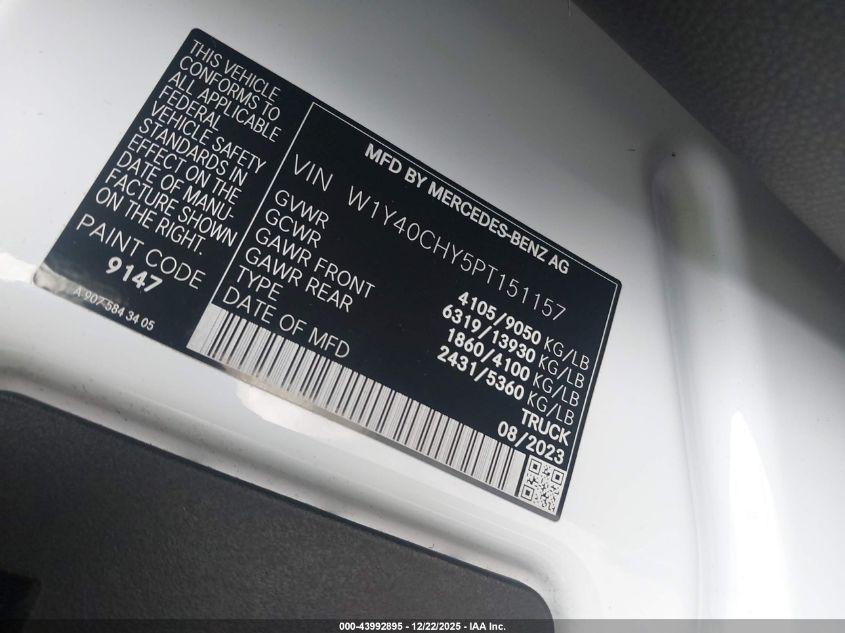 THIS VEHICLE
CONFORMS TO
ALL APPLICABLE
FEDERAL
VEHICLE SAFETY
STANDARDS IN
EFFECT ON THE
DATE OF MANU-
FACTURE SHOWN
ON THE RIGHT.
PAINT CODE
9147
A 907 584 34 05
MFD BY MERCEDES-BENZ AG
VIN W1Y40CHY5PT151157
GVWR 4105/9050 KG/LB
GCWR 6319/13930 KG/LB
GAWR FRONT 1860/4100 KG/LB
GAWR REAR 2431/5360 KG/LB
TYPE TRUCK
DATE OF MFD 08/2023
000-43992895 - 12/22/2025 - IAA Inc.